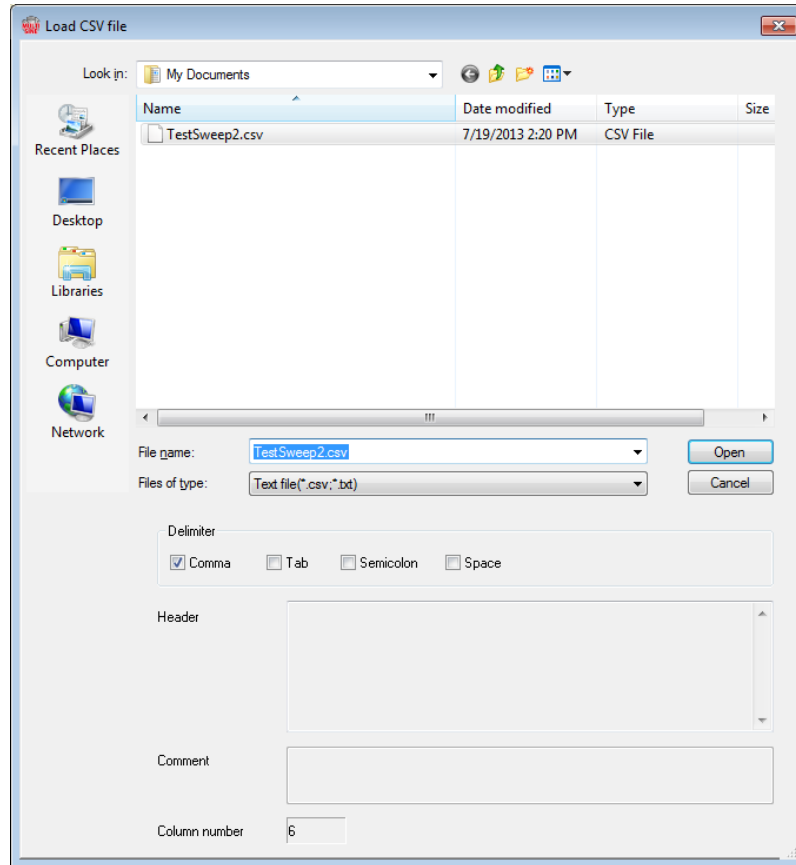 Load CSV file
Look in: My Documents
Name Date modified Type Size
TestSweep2.csv 7/19/2013 2:20 PM CSV File
Recent Places
Desktop
Libraries
Computer
Network
File name: TestSweep2.csv Open
Files of type: Text file(*.csv;*.txt) Cancel
Delimiter
Comma Tab Semicolon Space
Header
Comment
Column number 6